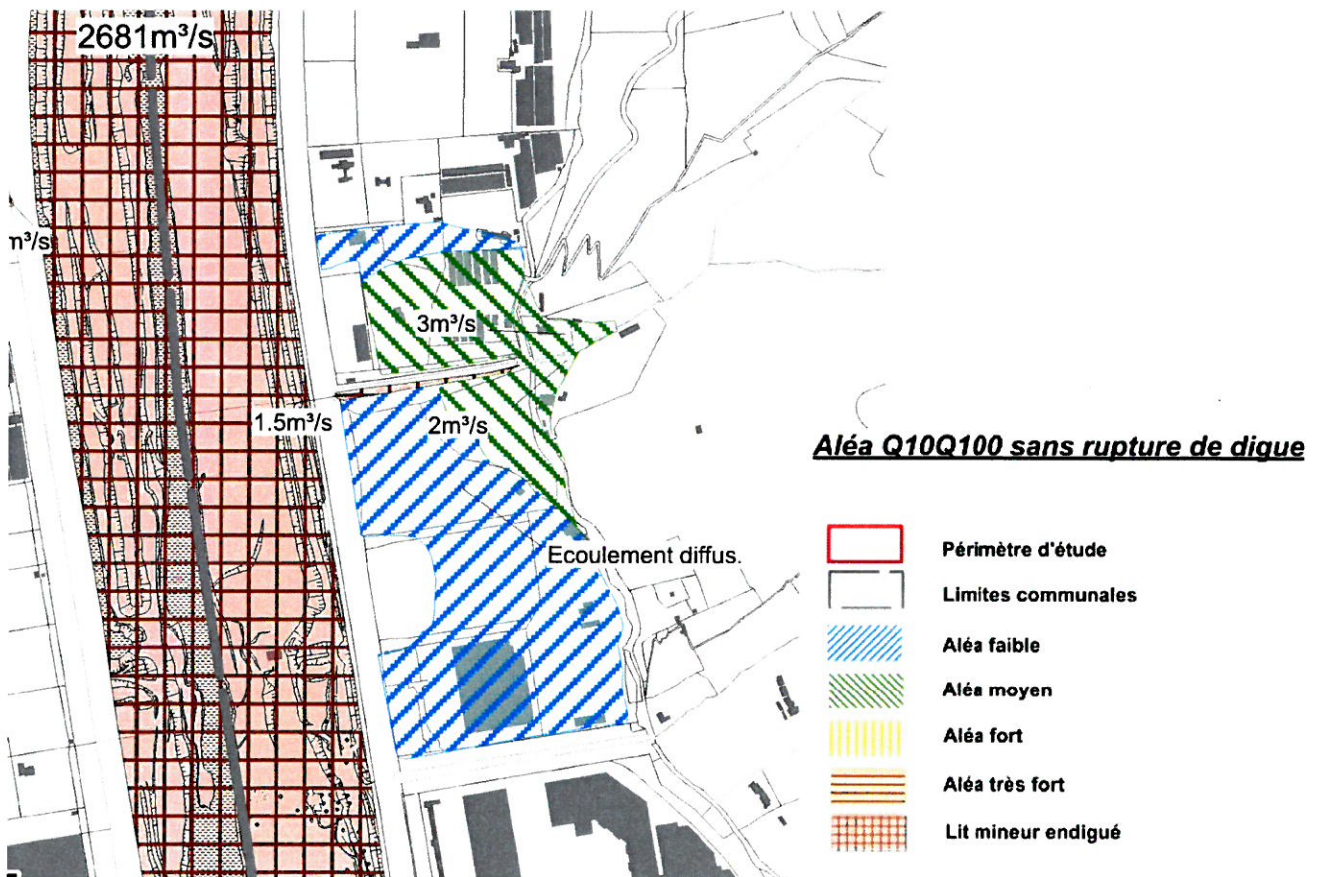 2681m³/s
m³/s
3m³/s
1.5m³/s
2m³/s
Ecoulement diffus.
Aléa Q10Q100 sans rupture de digue
Périmètre d'étude
Limites communales
Aléa faible
Aléa moyen
Aléa fort
Aléa très fort
Lit mineur endigué